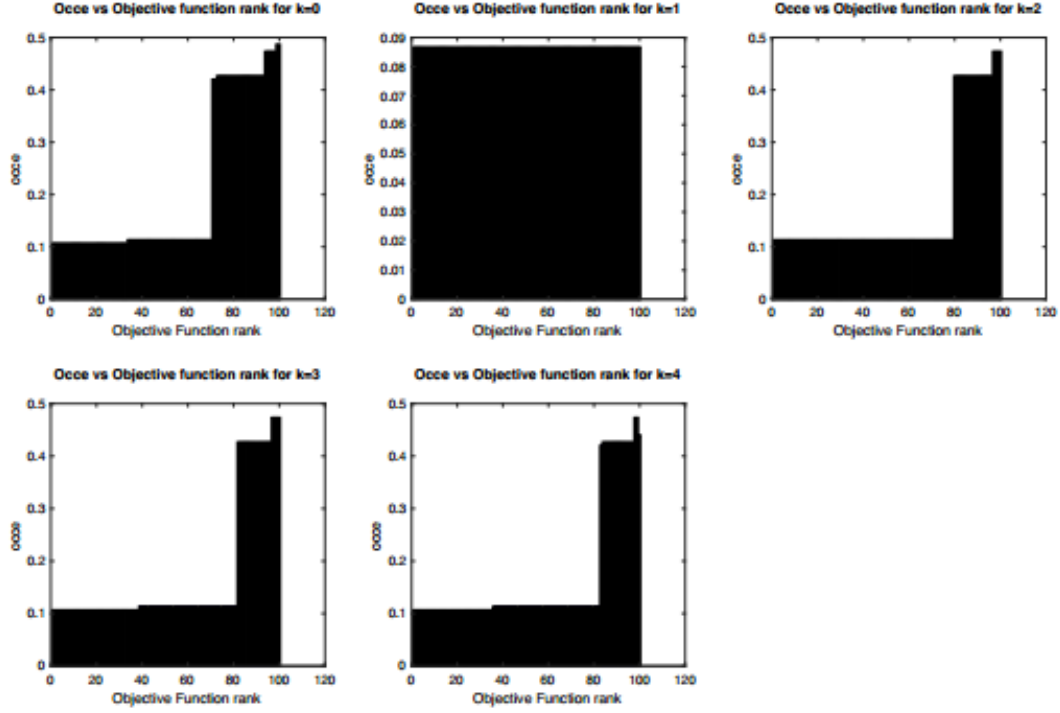 Occe vs Objective function rank for k=0
0.5
0.4
0.3
0.2
0.1
0
occe
0 20 40 60 80 100 120
Objective Function rank
Occe vs Objective function rank for k=1
0.09
0.08
0.07
0.06
0.05
0.04
0.03
0.02
0.01
0
occe
0 20 40 60 80 100 120
Objective Function rank
Occe vs Objective function rank for k=2
0.5
0.4
0.3
0.2
0.1
0
occe
0 20 40 60 80 100 120
Objective Function rank
Occe vs Objective function rank for k=3
0.5
0.4
0.3
0.2
0.1
0
occe
0 20 40 60 80 100 120
Objective Function rank
Occe vs Objective function rank for k=4
0.5
0.4
0.3
0.2
0.1
0
occe
0 20 40 60 80 100 120
Objective Function rank